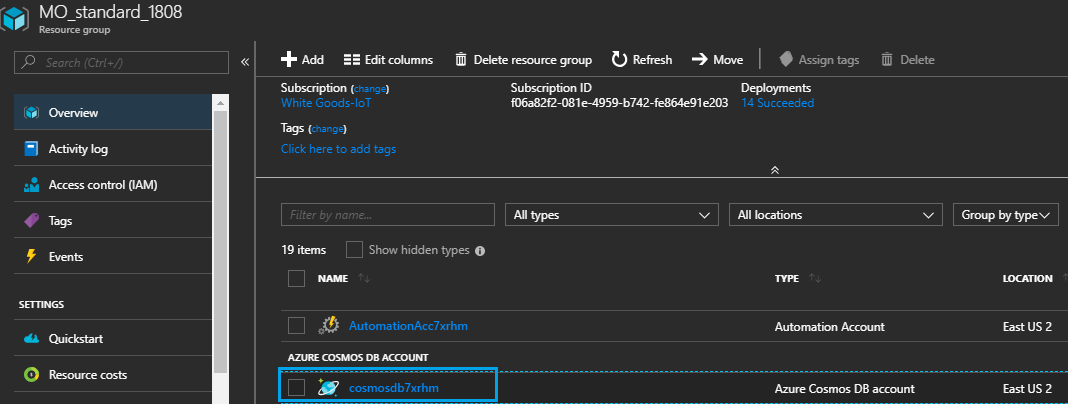 MO_standard_1808
Resource group
Search (Ctrl+/)
«
Overview
Activity log
Access control (IAM)
Tags
Events
SETTINGS
Quickstart
Resource costs
Add Edit columns Delete resource group Refresh Move Assign tags Delete
Subscription (change) Subscription ID Deployments
White Goods-IoT f06a82f2-081e-4959-b742-fe864e91e203 14 Succeeded
Tags (change)
Click here to add tags
Filter by name... All types All locations Group by type
19 items Show hidden types
NAME TYPE LOCATION
AutomationAcc7xrhm Automation Account East US 2
AZURE COSMOS DB ACCOUNT
cosmosdb7xrhm Azure Cosmos DB account East US 2